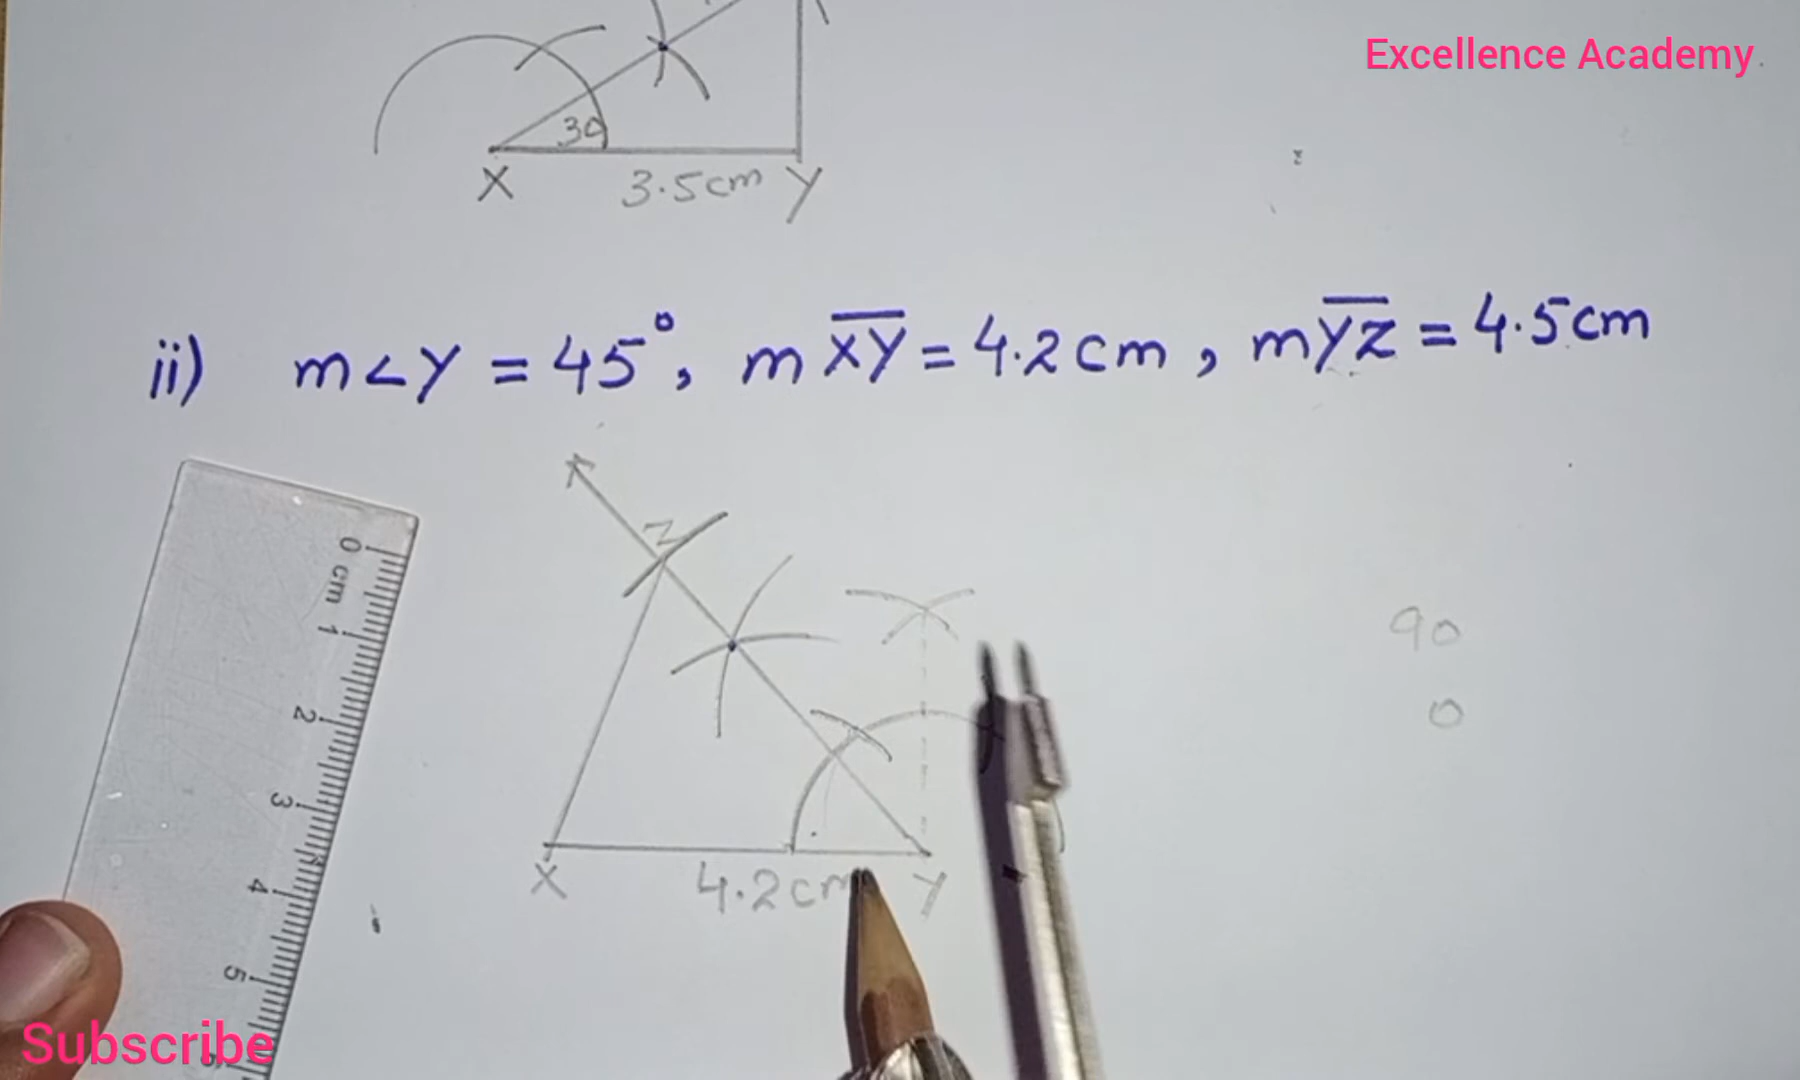 Excellence Academy
30
X 3.5cm Y
ii) m<Y = 45°, m XY = 4.2cm, mYZ = 4.5cm
0 cm 1 2 3 4 5
Z
90
0
X 4.2cm Y
Subscribe